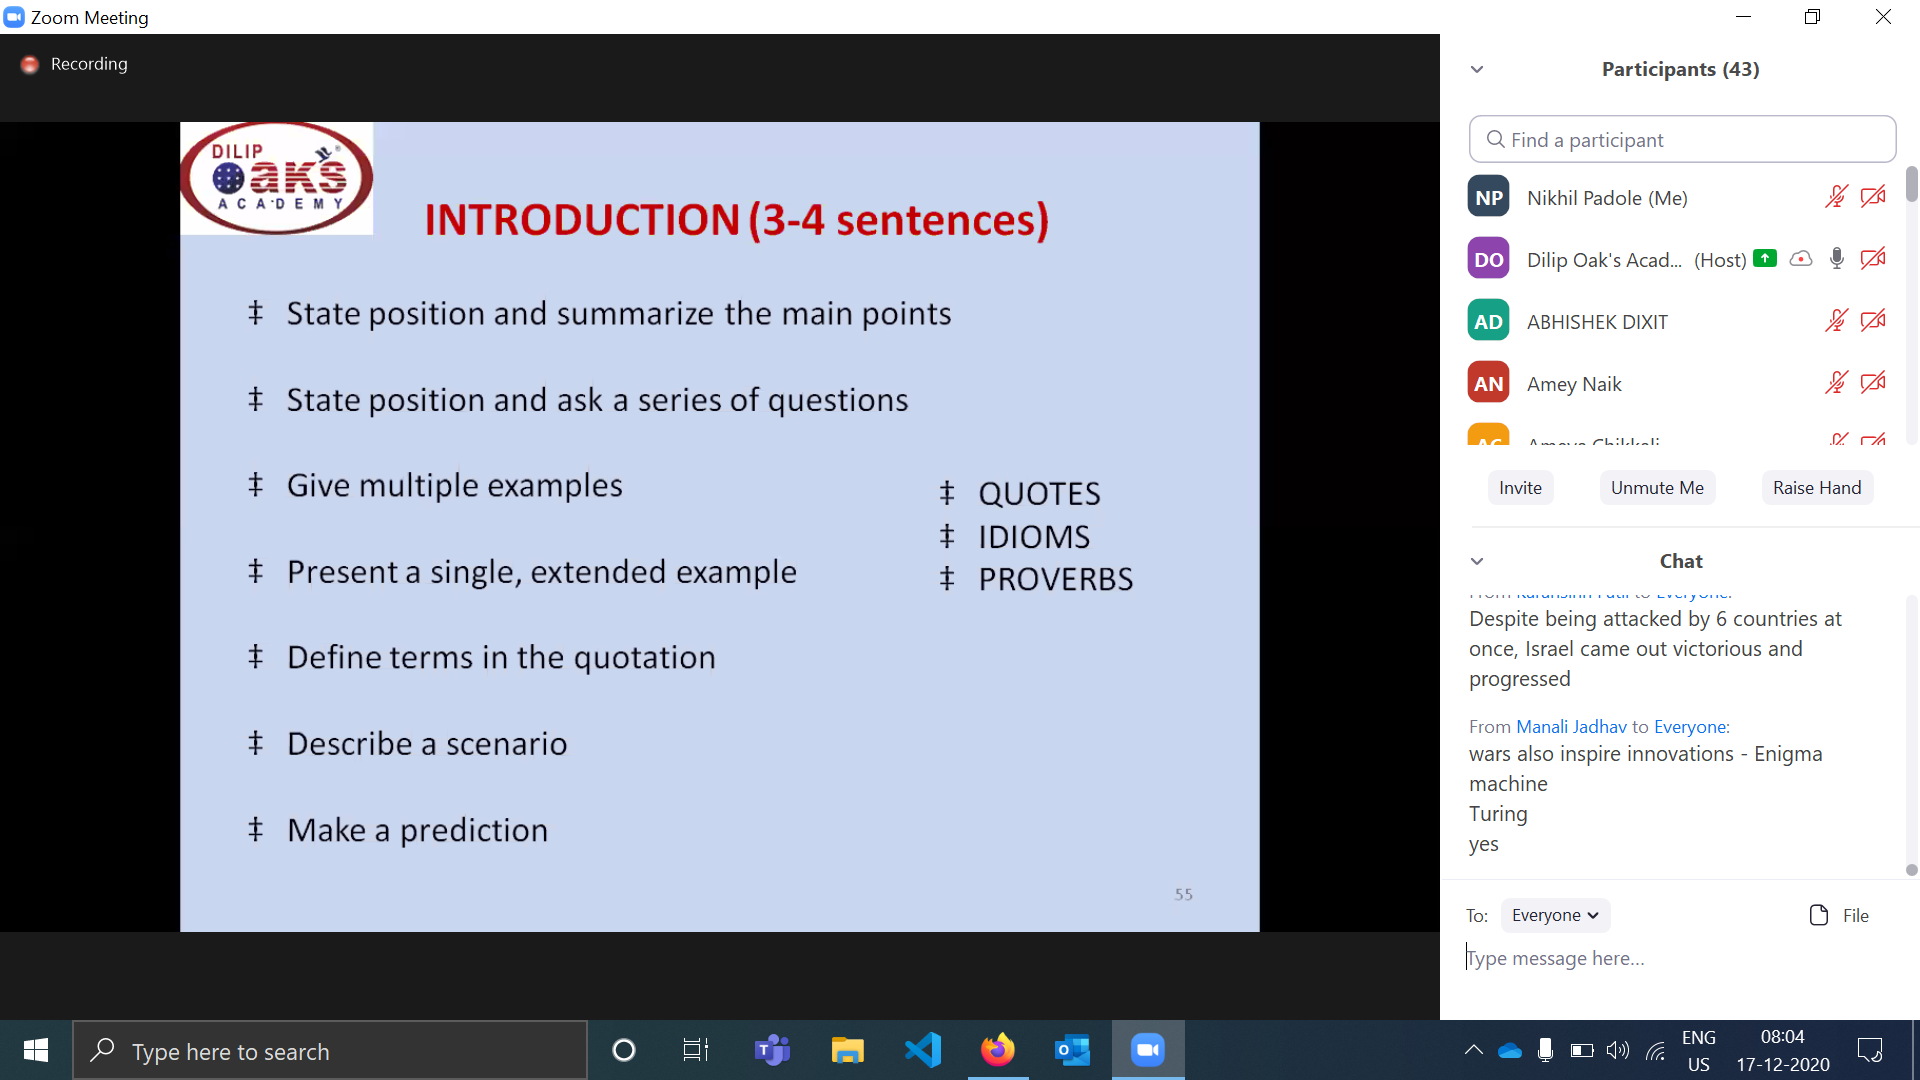 Zoom Meeting
Recording
DILIP
Oaks
ACADEMY
INTRODUCTION (3-4 sentences)
‡ State position and summarize the main points
‡ State position and ask a series of questions
‡ Give multiple examples
‡ Present a single, extended example
‡ Define terms in the quotation
‡ Describe a scenario
‡ Make a prediction
‡ QUOTES
‡ IDIOMS
‡ PROVERBS
55
Participants (43)
Find a participant
NP Nikhil Padole (Me)
DO Dilip Oak's Acad... (Host)
AD ABHISHEK DIXIT
AN Amey Naik
Invite Unmute Me Raise Hand
Chat
Despite being attacked by 6 countries at
once, Israel came out victorious and
progressed
From Manali Jadhav to Everyone:
wars also inspire innovations - Enigma
machine
Turing
yes
To: Everyone File
Type message here...
Type here to search
ENG
US
08:04
17-12-2020